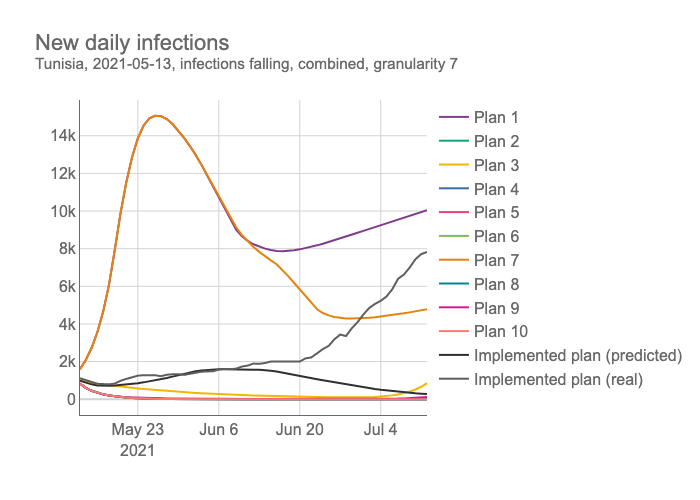 New daily infections
Tunisia, 2021-05-13, infections falling, combined, granularity 7
14k
12k
10k
8k
6k
4k
2k
0
May 23
2021
Jun 6
Jun 20
Jul 4
Plan 1
Plan 2
Plan 3
Plan 4
Plan 5
Plan 6
Plan 7
Plan 8
Plan 9
Plan 10
Implemented plan (predicted)
Implemented plan (real)